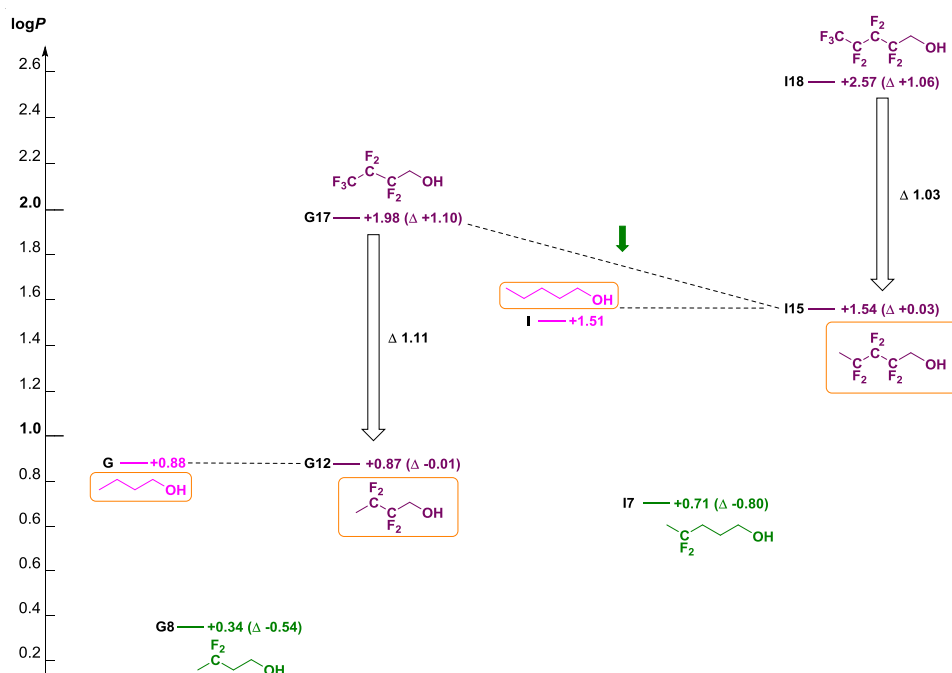 logP
2.6
2.4
2.2
2.0
1.8
1.6
1.4
1.2
1.0
0.8
0.6
0.4
0.2
F2 F3C C C OH F2 F2
I18 +2.57 (Δ +1.06)
Δ 1.03
F2 F3C C C OH F2
G17 +1.98 (Δ +1.10)
Δ 1.11
OH
I +1.51
I15 +1.54 (Δ +0.03)
F2 C C C OH F2 F2
G +0.88
OH
G12 +0.87 (Δ -0.01)
F2 C C OH F2
I7 +0.71 (Δ -0.80)
C F2 OH
G8 +0.34 (Δ -0.54)
F2 C OH